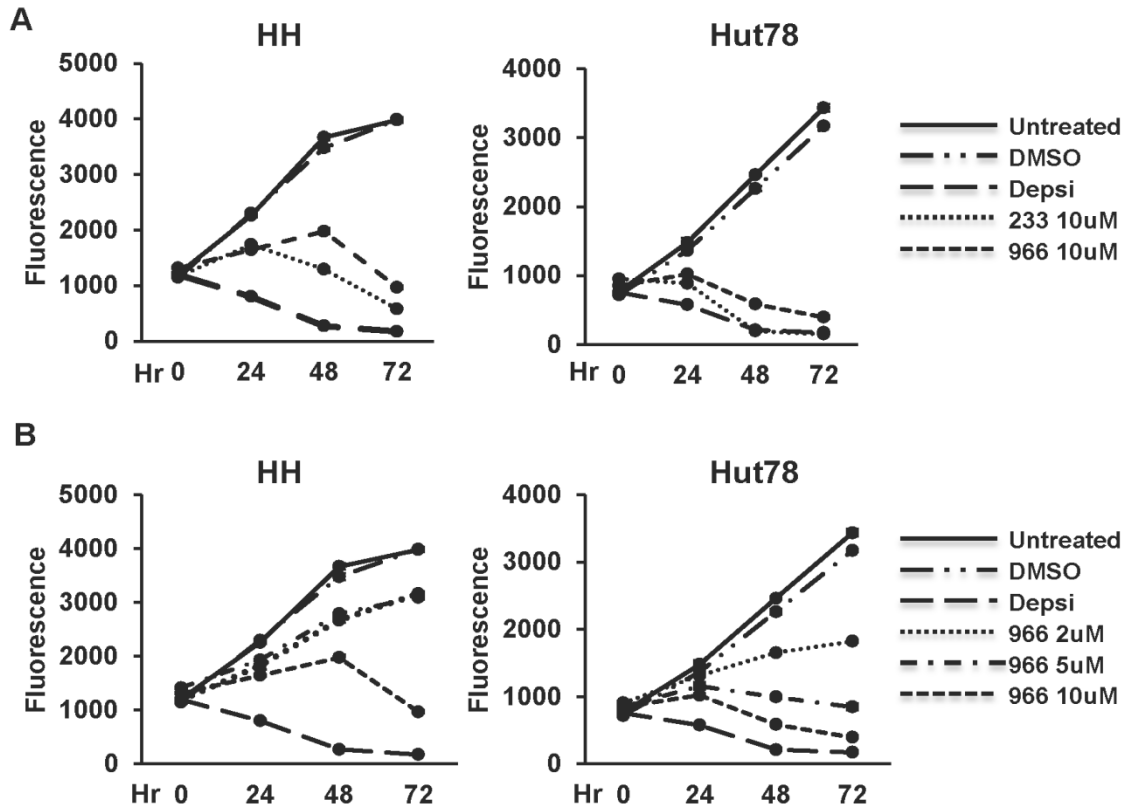 A
HH
Hut78
Fluorescence
5000
4000
3000
2000
1000
0
Hr 0 24 48 72
Fluorescence
4000
3000
2000
1000
0
Hr 0 24 48 72
Untreated
DMSO
Depsi
233 10uM
966 10uM
B
HH
Hut78
Fluorescence
5000
4000
3000
2000
1000
0
Hr 0 24 48 72
Fluorescence
4000
3000
2000
1000
0
Hr 0 24 48 72
Untreated
DMSO
Depsi
966 2uM
966 5uM
966 10uM